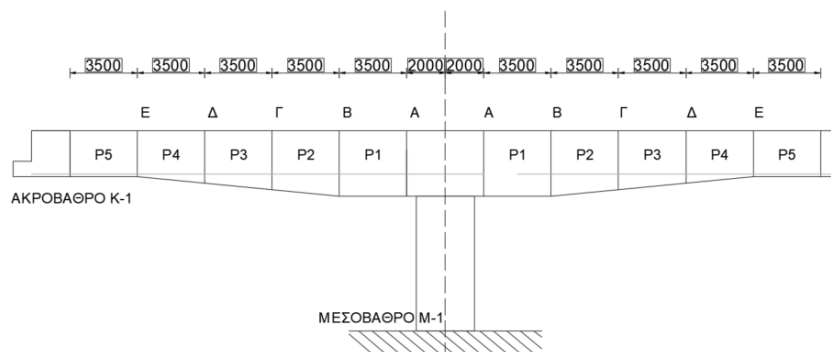 3500 3500 3500 3500 3500 2000 2000 3500 3500 3500 3500 3500
Ε Δ Γ Β Α Α Β Γ Δ Ε
P5 P4 P3 P2 P1 P1 P2 P3 P4 P5
ΑΚΡΟΒΑΘΡΟ Κ-1
ΜΕΣΟΒΑΘΡΟ Μ-1